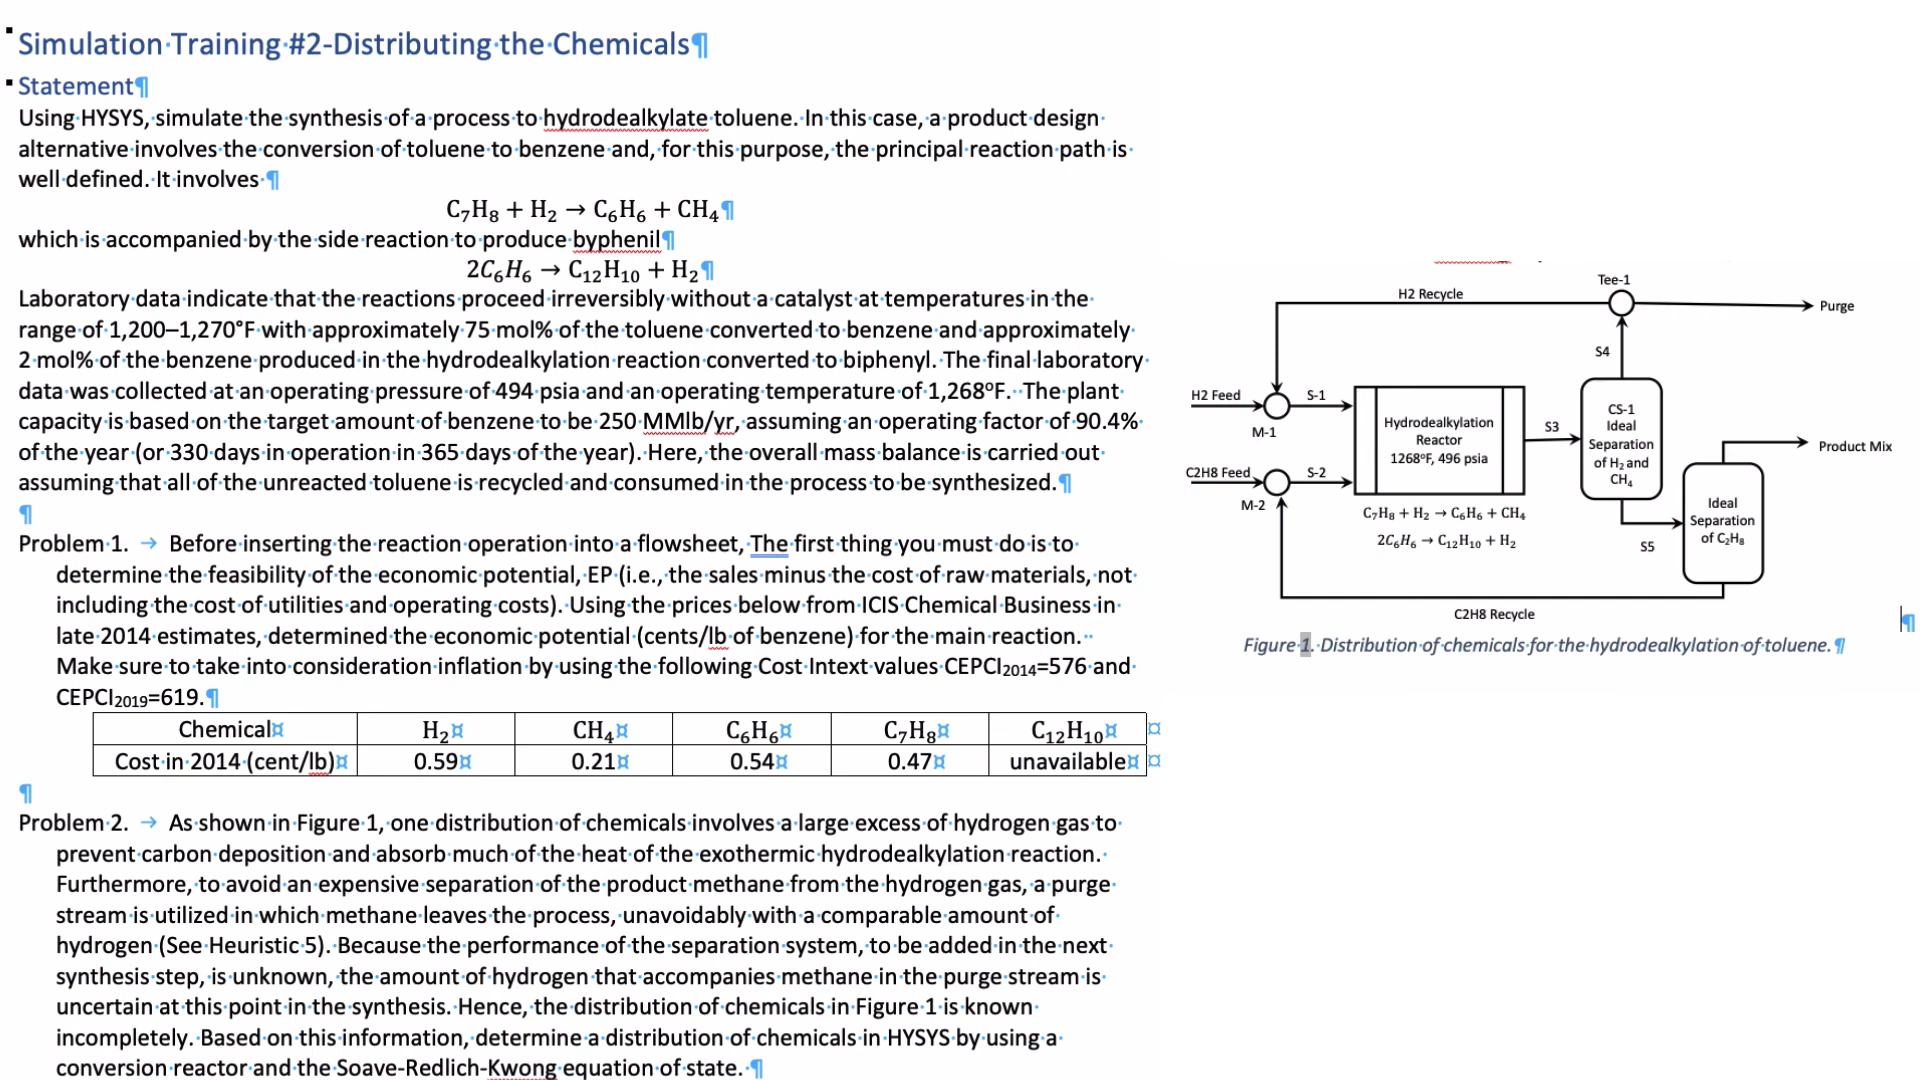 Simulation Training #2-Distributing the Chemicals¶
Statement¶
Using HYSYS, simulate the synthesis of a process to hydrodealkylate toluene. In this case, a product design
alternative involves the conversion of toluene to benzene and, for this purpose, the principal reaction path is
well defined. It involves ¶
C₇H₈ + H₂ → C₆H₆ + CH₄¶
which is accompanied by the side reaction to produce byphenil¶
2C₆H₆ → C₁₂H₁₀ + H₂¶
Laboratory data indicate that the reactions proceed irreversibly without a catalyst at temperatures in the
range of 1,200–1,270°F with approximately 75 mol% of the toluene converted to benzene and approximately
2 mol% of the benzene produced in the hydrodealkylation reaction converted to biphenyl. The final laboratory
data was collected at an operating pressure of 494 psia and an operating temperature of 1,268ºF. The plant
capacity is based on the target amount of benzene to be 250 MMlb/yr, assuming an operating factor of 90.4%
of the year (or 330 days in operation in 365 days of the year). Here, the overall mass balance is carried out
assuming that all of the unreacted toluene is recycled and consumed in the process to be synthesized.¶
¶
Problem 1. → Before inserting the reaction operation into a flowsheet, The first thing you must do is to
determine the feasibility of the economic potential, EP (i.e., the sales minus the cost of raw materials, not
including the cost of utilities and operating costs). Using the prices below from ICIS Chemical Business in
late 2014 estimates, determined the economic potential (cents/lb of benzene) for the main reaction.
Make sure to take into consideration inflation by using the following Cost Intext values CEPCI₂₀₁₄=576 and
CEPCI₂₀₁₉=619.¶
Chemical¤ H₂¤ CH₄¤ C₆H₆¤ C₇H₈¤ C₁₂H₁₀¤ ¤
Cost in 2014 (cent/lb)¤ 0.59¤ 0.21¤ 0.54¤ 0.47¤ unavailable¤ ¤
¶
Problem 2. → As shown in Figure 1, one distribution of chemicals involves a large excess of hydrogen gas to
prevent carbon deposition and absorb much of the heat of the exothermic hydrodealkylation reaction.
Furthermore, to avoid an expensive separation of the product methane from the hydrogen gas, a purge
stream is utilized in which methane leaves the process, unavoidably with a comparable amount of
hydrogen (See Heuristic 5). Because the performance of the separation system, to be added in the next
synthesis step, is unknown, the amount of hydrogen that accompanies methane in the purge stream is
uncertain at this point in the synthesis. Hence, the distribution of chemicals in Figure 1 is known
incompletely. Based on this information, determine a distribution of chemicals in HYSYS by using a
conversion reactor and the Soave-Redlich-Kwong equation of state. ¶
Tee-1
H2 Recycle
Purge
S4
H2 Feed
S-1
M-1
Hydrodealkylation
Reactor
1268ºF, 496 psia
S3
CS-1
Ideal
Separation
of H₂ and
CH₄
Product Mix
C2H8 Feed
S-2
M-2
C₇H₈ + H₂ → C₆H₆ + CH₄
2C₆H₆ → C₁₂H₁₀ + H₂
S5
Ideal
Separation
of C₂H₈
C2H8 Recycle
¶
Figure 1. Distribution of chemicals for the hydrodealkylation of toluene.¶